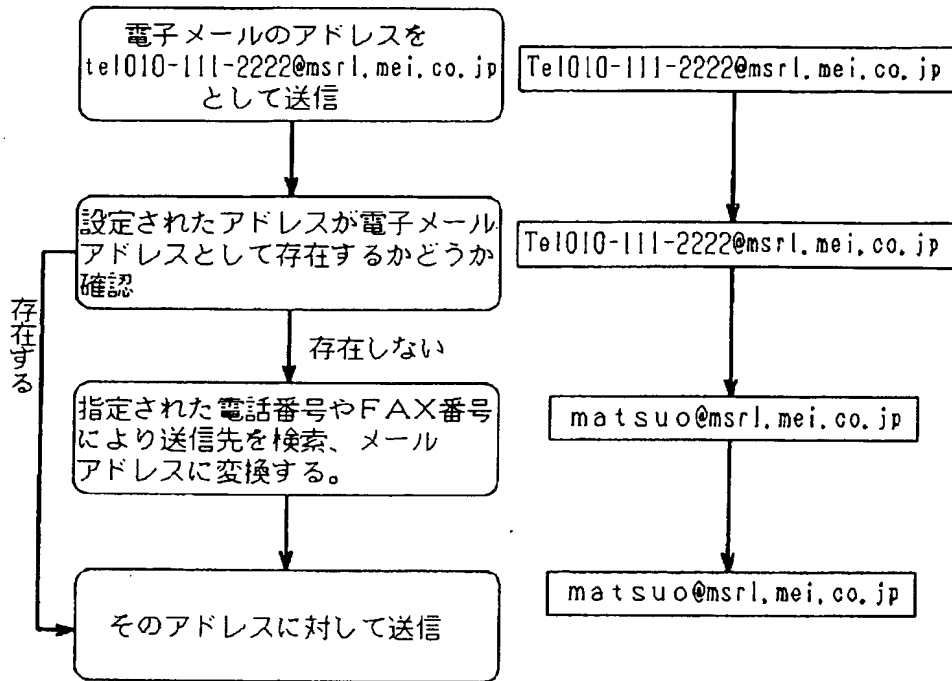 電子メールのアドレスを
tel010-111-2222@msrl.mei.co.jp
として送信
Tel010-111-2222@msrl.mei.co.jp
設定されたアドレスが電子メール
アドレスとして存在するかどうか
確認
Tel010-111-2222@msrl.mei.co.jp
存在する
存在しない
指定された電話番号やFAX番号
により送信先を検索、メール
アドレスに変換する。
matsuo@msrl.mei.co.jp
そのアドレスに対して送信
matsuo@msrl.mei.co.jp